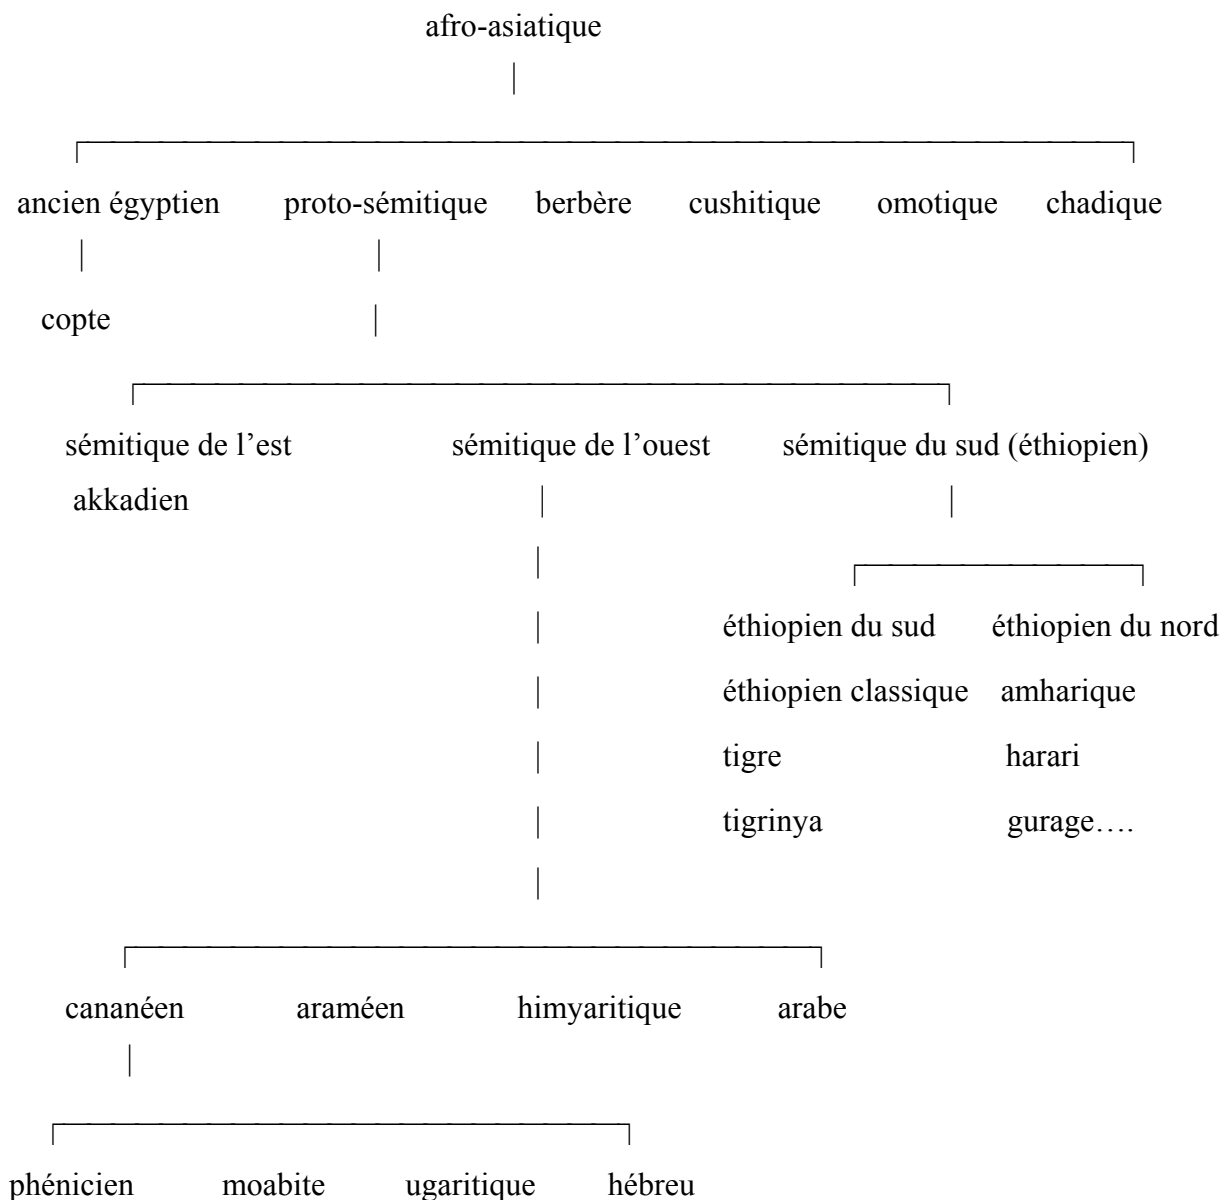 afro-asiatique
ancien égyptien proto-sémitique berbère cushitique omotique chadique
copte
sémitique de l’est sémitique de l’ouest sémitique du sud (éthiopien)
akkadien
éthiopien du sud éthiopien du nord
éthiopien classique amharique
tigre harari
tigrinya gurage….
cananéen araméen himyaritique arabe
phénicien moabite ugaritique hébreu